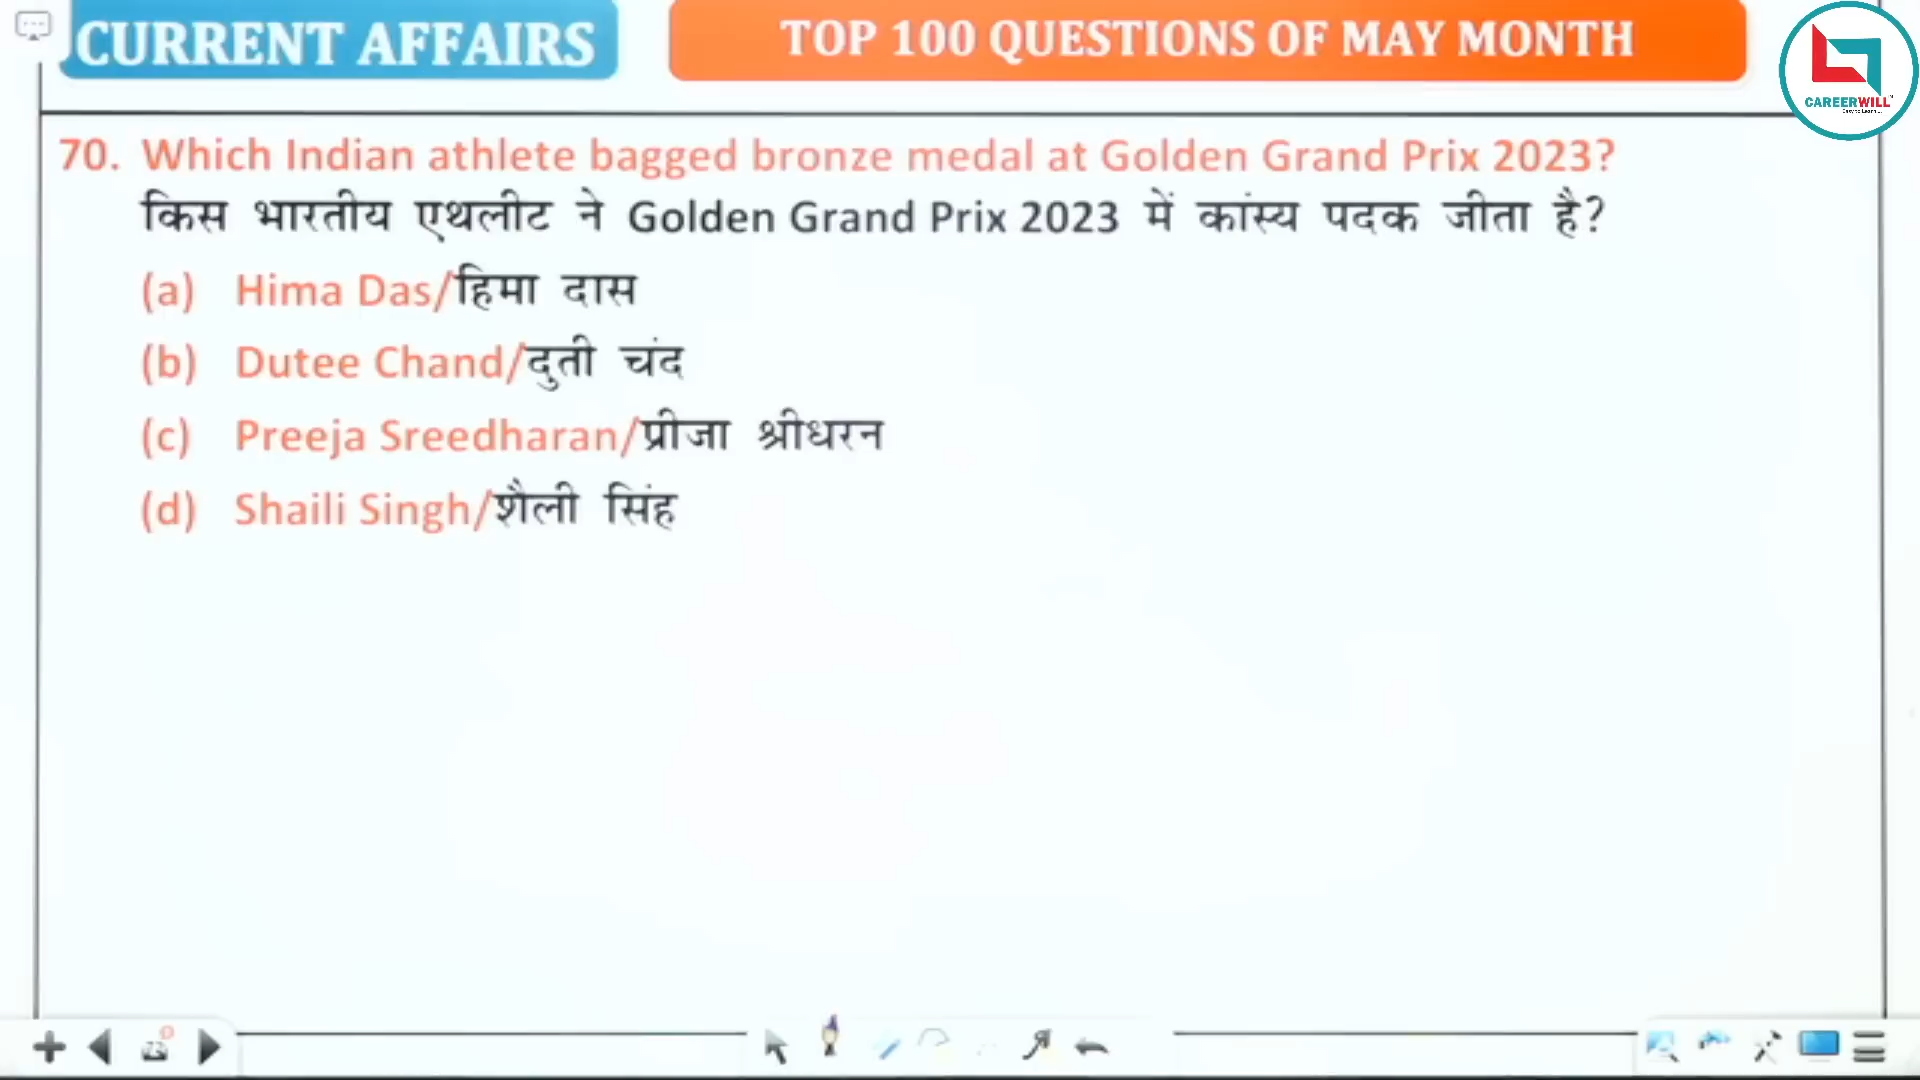 CURRENT AFFAIRS
TOP 100 QUESTIONS OF MAY MONTH
CAREERWILL
70. Which Indian athlete bagged bronze medal at Golden Grand Prix 2023?
किस भारतीय एथलीट ने Golden Grand Prix 2023 में कांस्य पदक जीता है?
(a) Hima Das/हिमा दास
(b) Dutee Chand/दुती चंद
(c) Preeja Sreedharan/प्रीजा श्रीधरन
(d) Shaili Singh/शैली सिंह